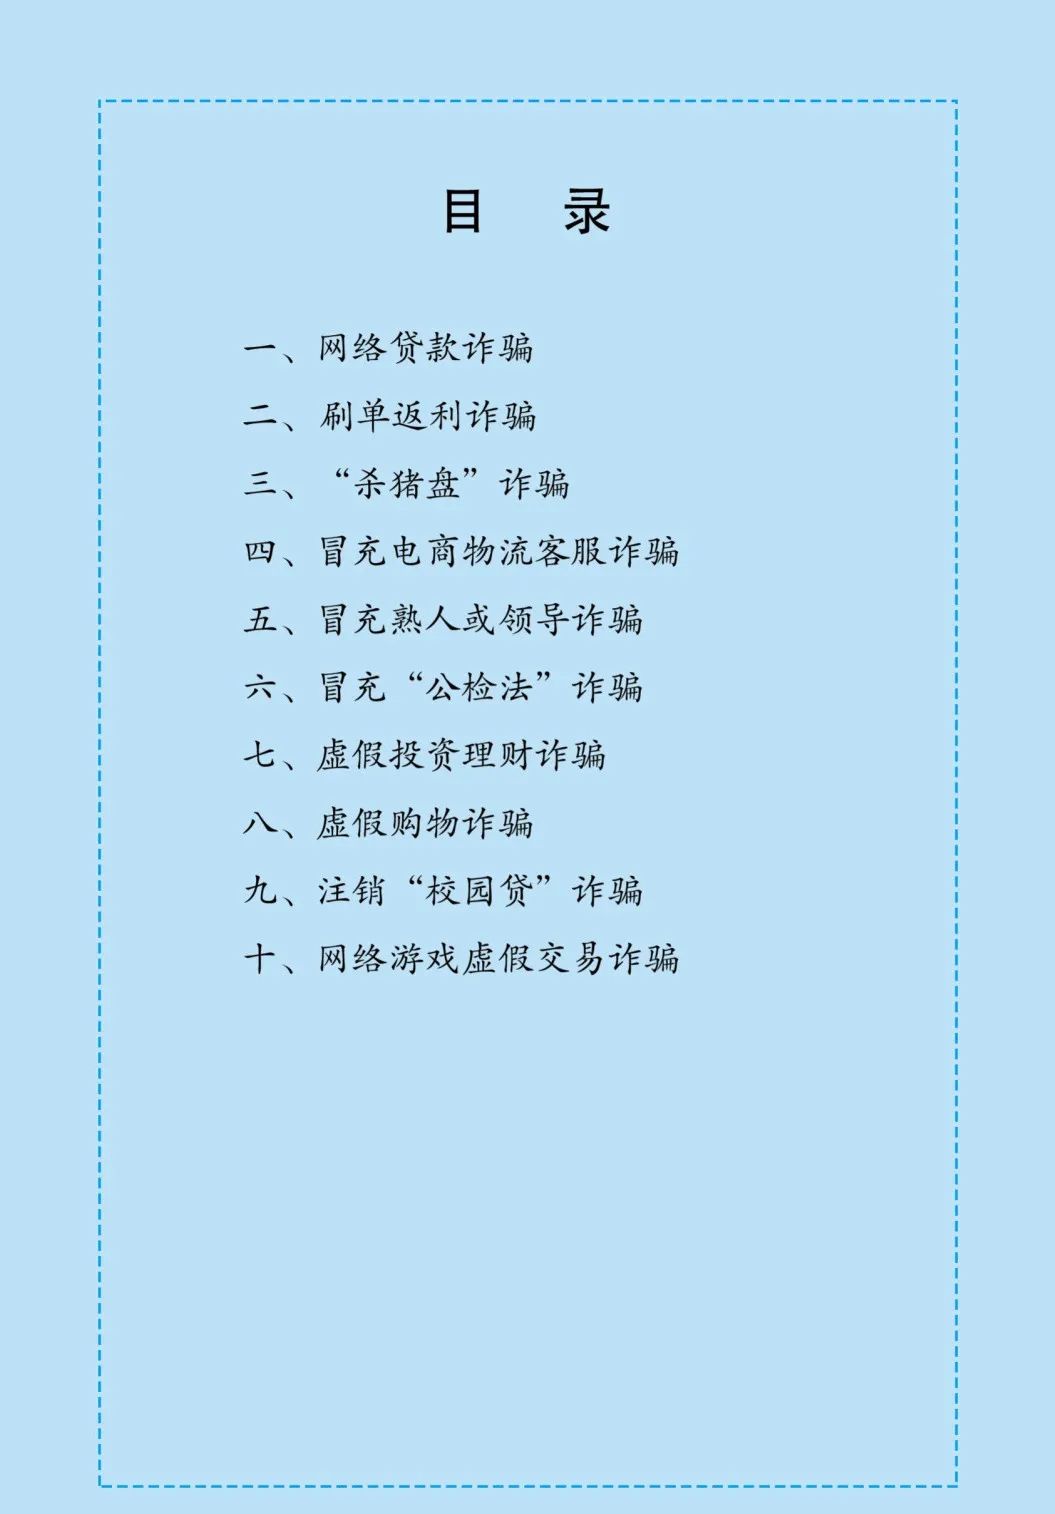 目 录
一、网络贷款诈骗
二、刷单返利诈骗
三、“杀猪盘”诈骗
四、冒充电商物流客服诈骗
五、冒充熟人或领导诈骗
六、冒充“公检法”诈骗
七、虚假投资理财诈骗
八、虚假购物诈骗
九、注销“校园贷”诈骗
十、网络游戏虚假交易诈骗